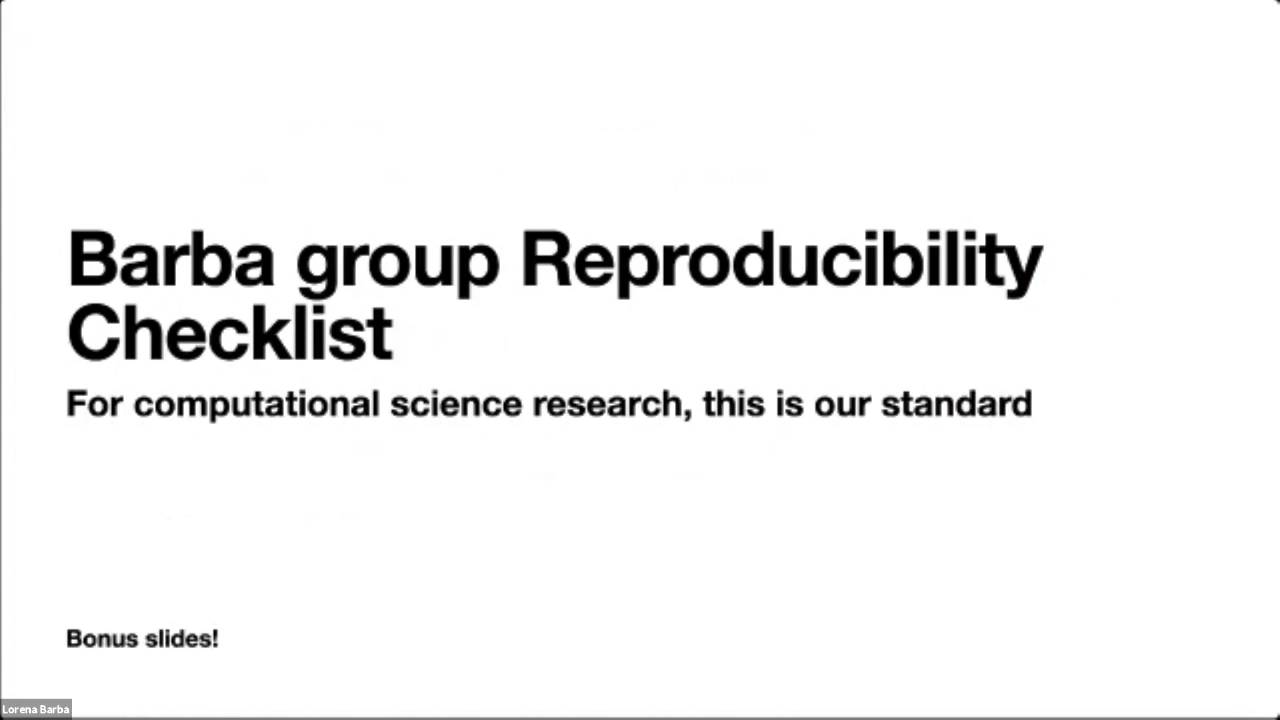 Barba group Reproducibility
Checklist
For computational science research, this is our standard
Bonus slides!
Lorena Barba